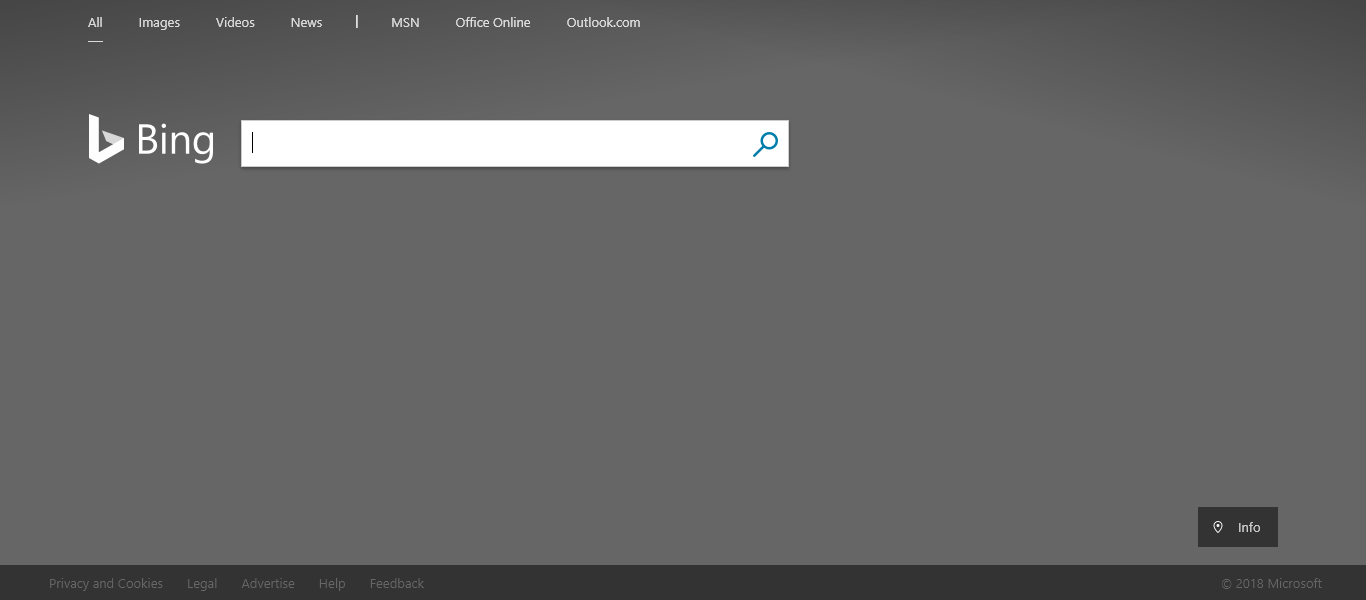 All Images Videos News | MSN Office Online Outlook.com
Bing
Info
Privacy and Cookies Legal Advertise Help Feedback © 2018 Microsoft